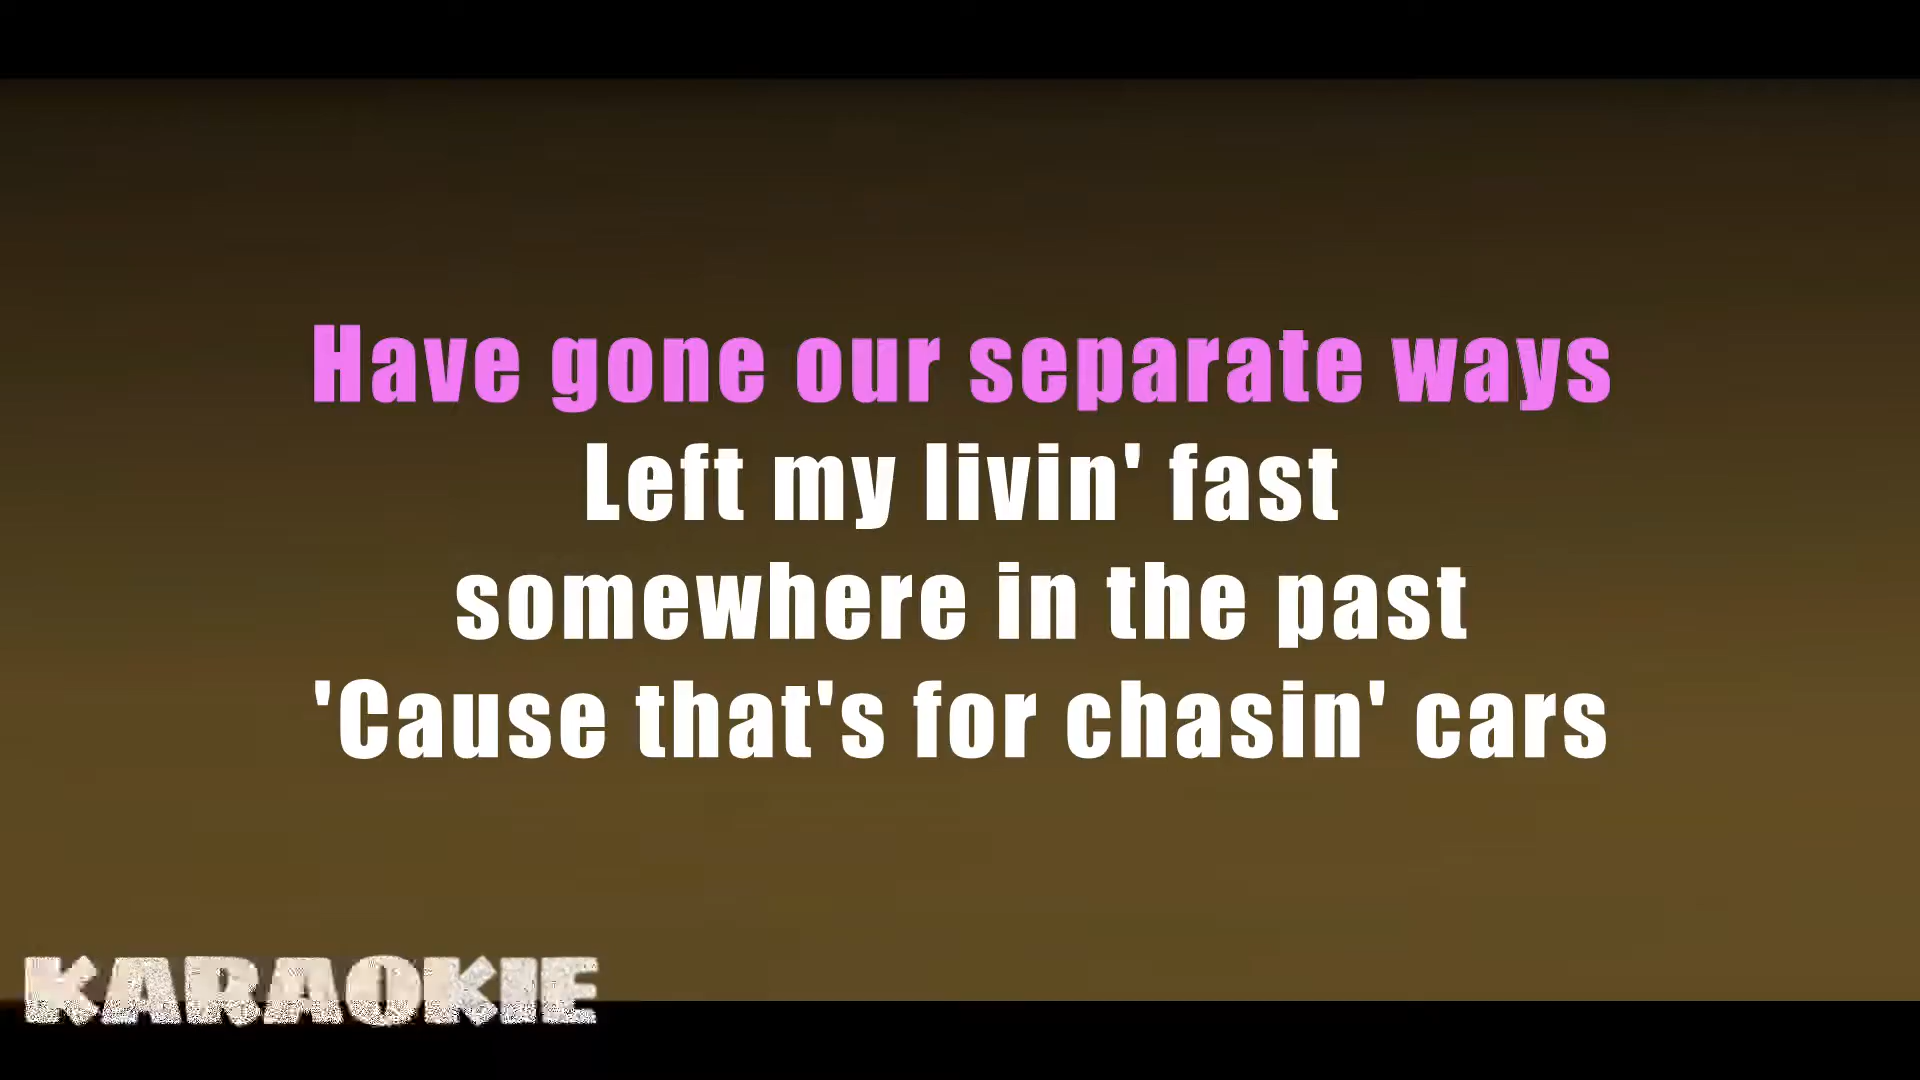 Have gone our separate ways
Left my livin' fast
somewhere in the past
'Cause that's for chasin' cars
KARAOKIE